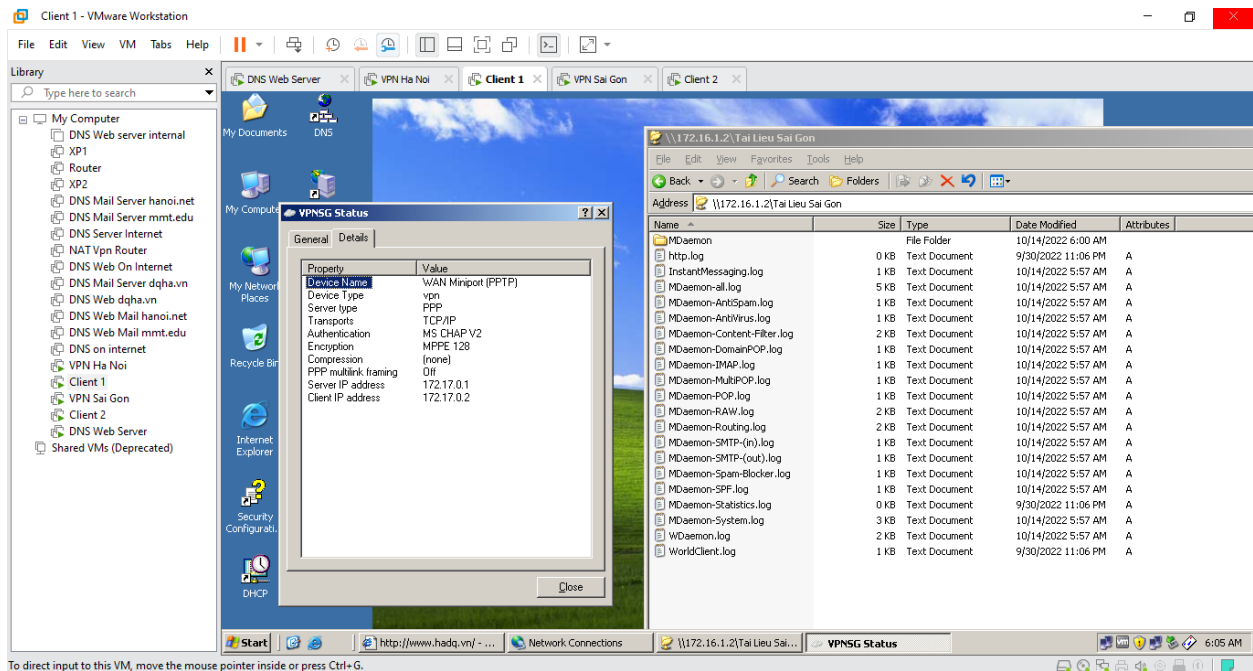 Client 1 - VMware Workstation
File Edit View VM Tabs Help
Library
Type here to search
My Computer
DNS Web server internal
XP1
Router
XP2
DNS Mail Server hanoi.net
DNS Mail Server mmt.edu
DNS Server Internet
NAT Vpn Router
DNS Web On Internet
DNS Mail Server dqha.vn
DNS Web dqha.vn
DNS Web Mail hanoi.net
DNS Web Mail mmt.edu
DNS on internet
VPN Ha Noi
Client 1
VPN Sai Gon
Client 2
DNS Web Server
Shared VMs (Deprecated)
DNS Web Server VPN Ha Noi Client 1 VPN Sai Gon Client 2
My Documents DNS
My Compute
My Networ
Places
Recycle Bin
Internet
Explorer
Security
Configurati.
DHCP
VPNSG Status
General Details
Property Value
Device Name WAN Miniport (PPTP)
Device Type vpn
Server type PPP
Transports TCP/IP
Authentication MS CHAP V2
Encryption MPPE 128
Compression (none)
PPP multilink framing Off
Server IP address 172.17.0.1
Client IP address 172.17.0.2
Close
\\172.16.1.2\Tai Lieu Sai Gon
File Edit View Favorites Tools Help
Back Search Folders
Address \\172.16.1.2\Tai Lieu Sai Gon
Name Size Type Date Modified Attributes
MDaemon File Folder 10/14/2022 6:00 AM
http.log 0 KB Text Document 9/30/2022 11:06 PM A
InstantMessaging.log 1 KB Text Document 10/14/2022 5:57 AM A
MDaemon-all.log 5 KB Text Document 10/14/2022 5:57 AM A
MDaemon-AntiSpam.log 1 KB Text Document 10/14/2022 5:57 AM A
MDaemon-AntiVirus.log 1 KB Text Document 10/14/2022 5:57 AM A
MDaemon-Content-Filter.log 2 KB Text Document 10/14/2022 5:57 AM A
MDaemon-DomainPOP.log 1 KB Text Document 10/14/2022 5:57 AM A
MDaemon-IMAP.log 1 KB Text Document 10/14/2022 5:57 AM A
MDaemon-MultiPOP.log 1 KB Text Document 10/14/2022 5:57 AM A
MDaemon-POP.log 1 KB Text Document 10/14/2022 5:57 AM A
MDaemon-RAW.log 2 KB Text Document 10/14/2022 5:57 AM A
MDaemon-Routing.log 2 KB Text Document 10/14/2022 5:57 AM A
MDaemon-SMTP-(in).log 1 KB Text Document 10/14/2022 5:57 AM A
MDaemon-SMTP-(out).log 1 KB Text Document 10/14/2022 5:57 AM A
MDaemon-Spam-Blocker.log 1 KB Text Document 10/14/2022 5:57 AM A
MDaemon-SPF.log 1 KB Text Document 10/14/2022 5:57 AM A
MDaemon-Statistics.log 0 KB Text Document 9/30/2022 11:06 PM A
MDaemon-System.log 3 KB Text Document 10/14/2022 5:57 AM A
WDaemon.log 2 KB Text Document 10/14/2022 5:57 AM A
WorldClient.log 1 KB Text Document 9/30/2022 11:06 PM A
Start http://www.hadq.vn/ - ... Network Connections \\172.16.1.2\Tai Lieu Sai... VPNSG Status 6:05 AM
To direct input to this VM, move the mouse pointer inside or press Ctrl+G.